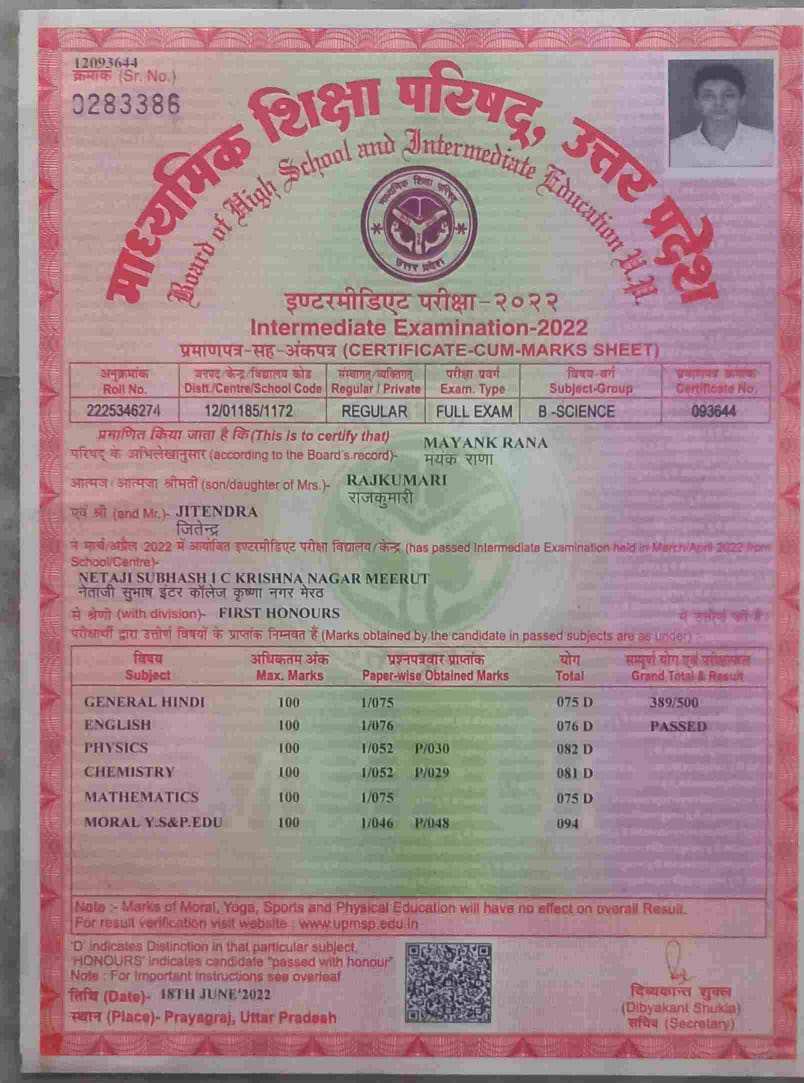 12093644
क्रमांक (Sr. No.)
0283386
माध्यमिक शिक्षा परिषद्, उत्तर प्रदेश
Board of High School and Intermediate Education U.P.
माध्यमिक शिक्षा परिषद्
उत्तर प्रदेश
इण्टरमीडिएट परीक्षा-२०२२
Intermediate Examination-2022
प्रमाणपत्र-सह-अंकपत्र (CERTIFICATE-CUM-MARKS SHEET)
अनुक्रमांक जनपद/केन्द्र/विद्यालय कोड संस्थागत/व्यक्तिगत परीक्षा प्रवर्ग विषय-वर्ग प्रमाणपत्र क्रमांक
Roll No. Distt./Centre/School Code Regular / Private Exam. Type Subject-Group Certificate No.
2225346274 12/01185/1172 REGULAR FULL EXAM B -SCIENCE 093644
प्रमाणित किया जाता है कि (This is to certify that) MAYANK RANA
परिषद् के अभिलेखानुसार (according to the Board's record)- मयंक राणा
आत्मज/आत्मजा श्रीमती (son/daughter of Mrs.)- RAJKUMARI
राजकुमारी
एवं श्री (and Mr.)- JITENDRA
जितेन्द्र
ने मार्च/अप्रैल 2022 में आयोजित इण्टरमीडिएट परीक्षा विद्यालय/केन्द्र (has passed Intermediate Examination held in March/April 2022 from
School/Centre)-
NETAJI SUBHASH I C KRISHNA NAGAR MEERUT
नेताजी सुभाष इंटर कॉलेज कृष्णा नगर मेरठ
से श्रेणी (with division)- FIRST HONOURS में उत्तीर्ण की है।
परीक्षार्थी द्वारा उत्तीर्ण विषयों के प्राप्तांक निम्नवत हैं (Marks obtained by the candidate in passed subjects are as under) :-
विषय अधिकतम अंक प्रश्नपत्रवार प्राप्तांक योग सम्पूर्ण योग एवं परीक्षाफल
Subject Max. Marks Paper-wise Obtained Marks Total Grand Total & Result
GENERAL HINDI 100 1/075 075 D 389/500
ENGLISH 100 1/076 076 D PASSED
PHYSICS 100 1/052 P/030 082 D
CHEMISTRY 100 1/052 P/029 081 D
MATHEMATICS 100 1/075 075 D
MORAL Y.S&P.EDU 100 1/046 P/048 094
Note :- Marks of Moral, Yoga, Sports and Physical Education will have no effect on overall Result.
For result verification visit website : www.upmsp.edu.in
'D' indicates Distinction in that particular subject,
'HONOURS' indicates candidate "passed with honour"
Note : For Important Instructions see overleaf
तिथि (Date)- 18TH JUNE'2022
स्थान (Place)- Prayagraj, Uttar Pradesh
दिब्यकान्त शुक्ल
(Dibyakant Shukla)
सचिव (Secretary)